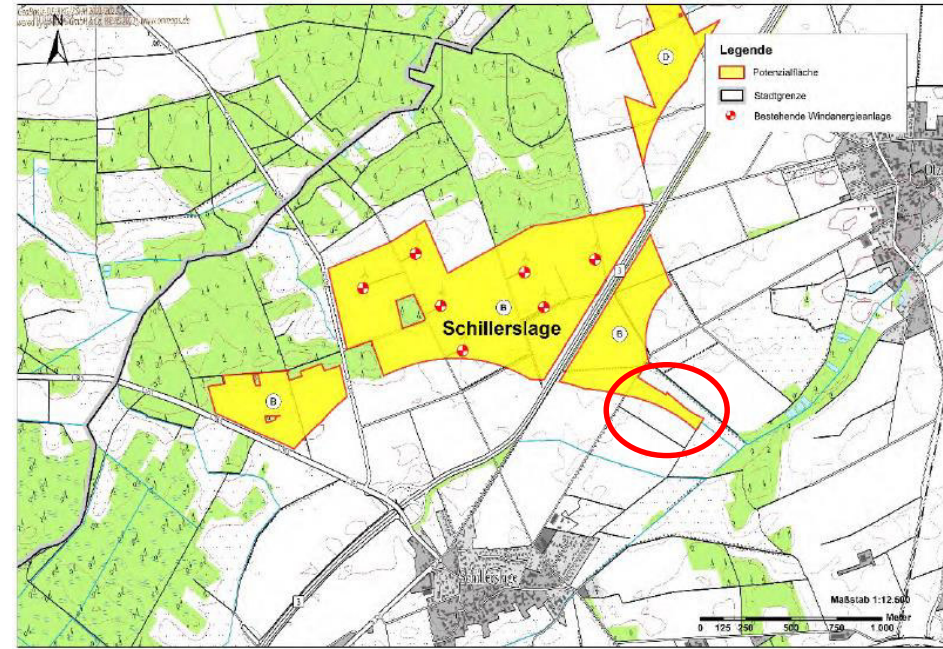 N
Legende
Potenzialfläche
Stadtgrenze
Bestehende Windenergieanlage
D
3
B
B
Schillerslage
B
Schillerslage
3
Maßstab 1:12.500
Meter
0 125 250 500 750 1.000